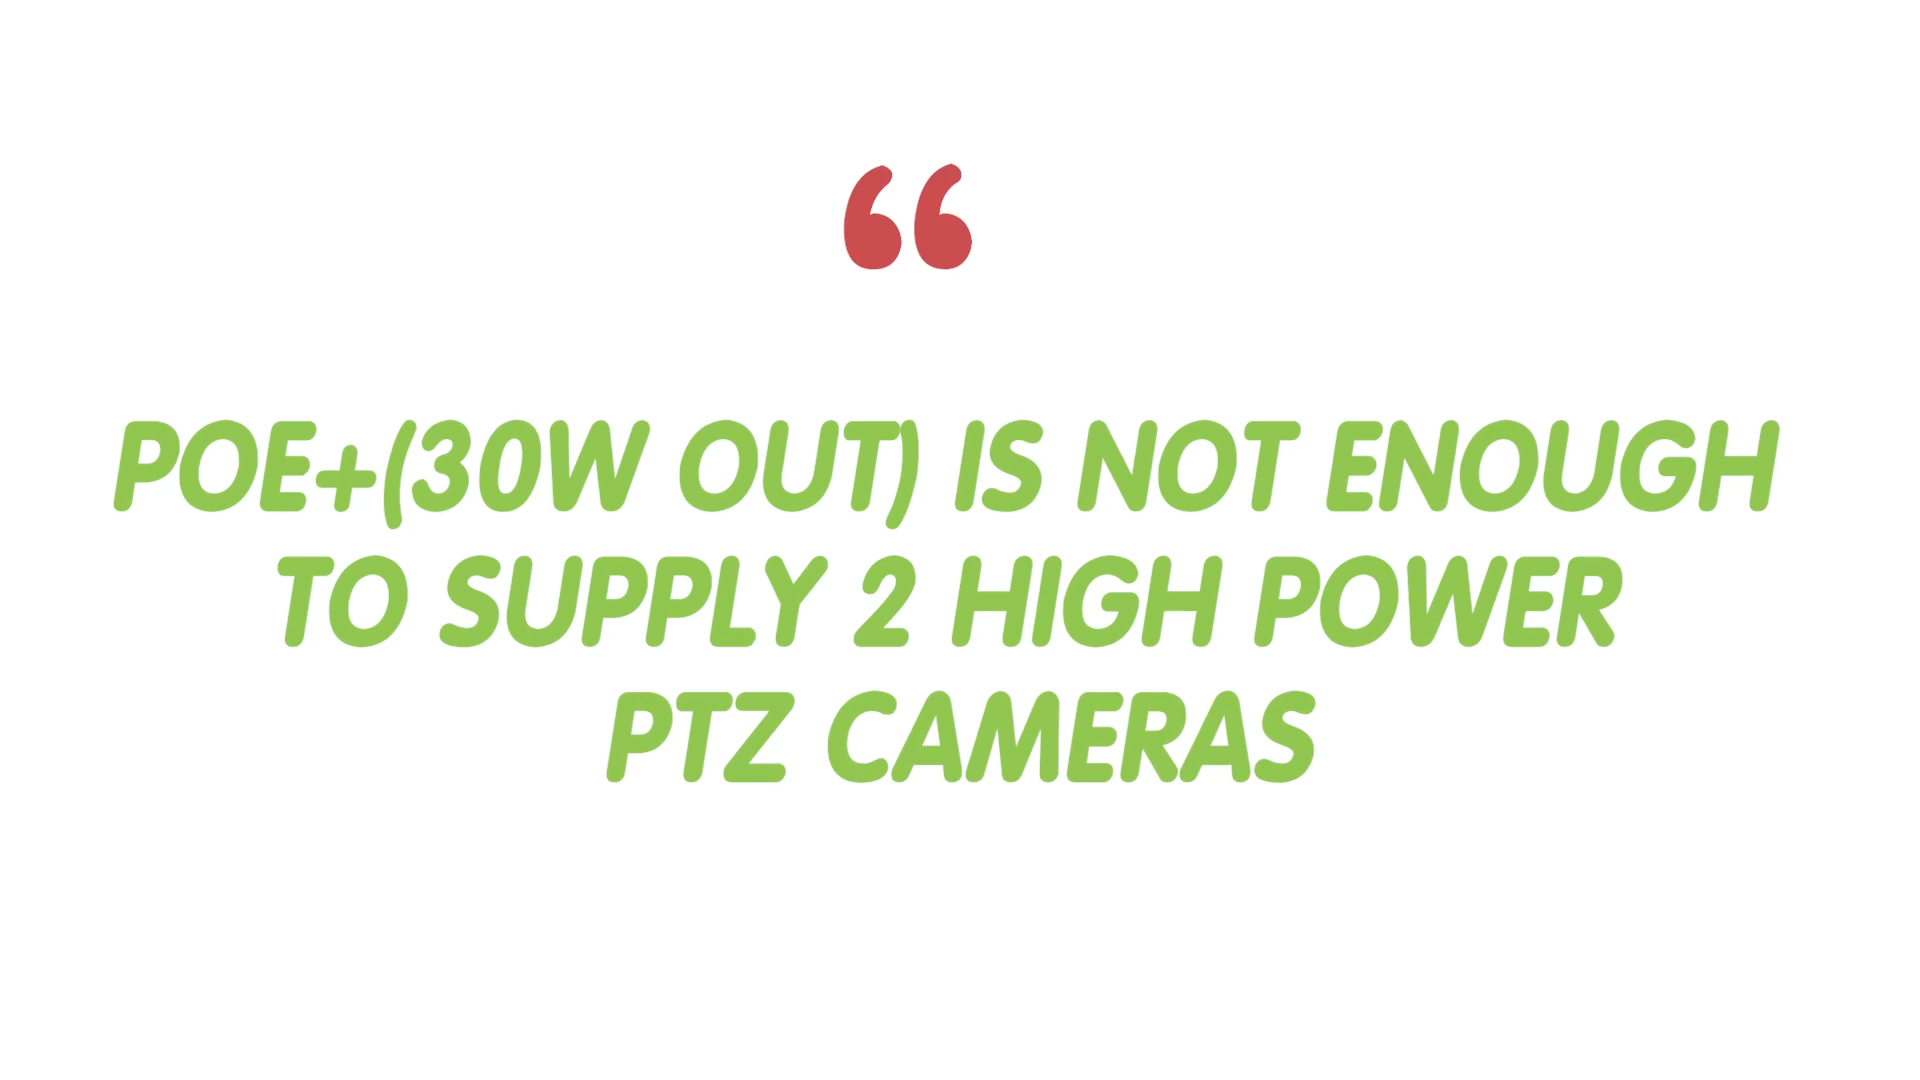 “
POE+(30W OUT) IS NOT ENOUGH
TO SUPPLY 2 HIGH POWER
PTZ CAMERAS